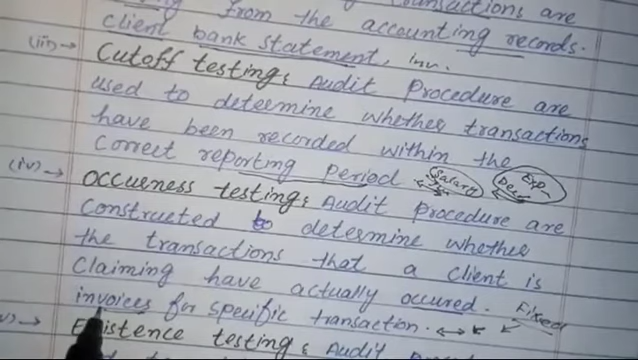 from the accounting records.
client bank statement, inv.
(iii)→ Cutoff testing: Audit Procedure are
used to determine whether transactions
have been recorded within the
Correct reporting period ← Salary ← Dec Exp
(iv)→ Occueness testing: Audit procedure are
constructed to determine whether
the transactions that a client is
Claiming have actually occured.
invoices for specific transaction. ↔ Fixed
Existence testing: Audit